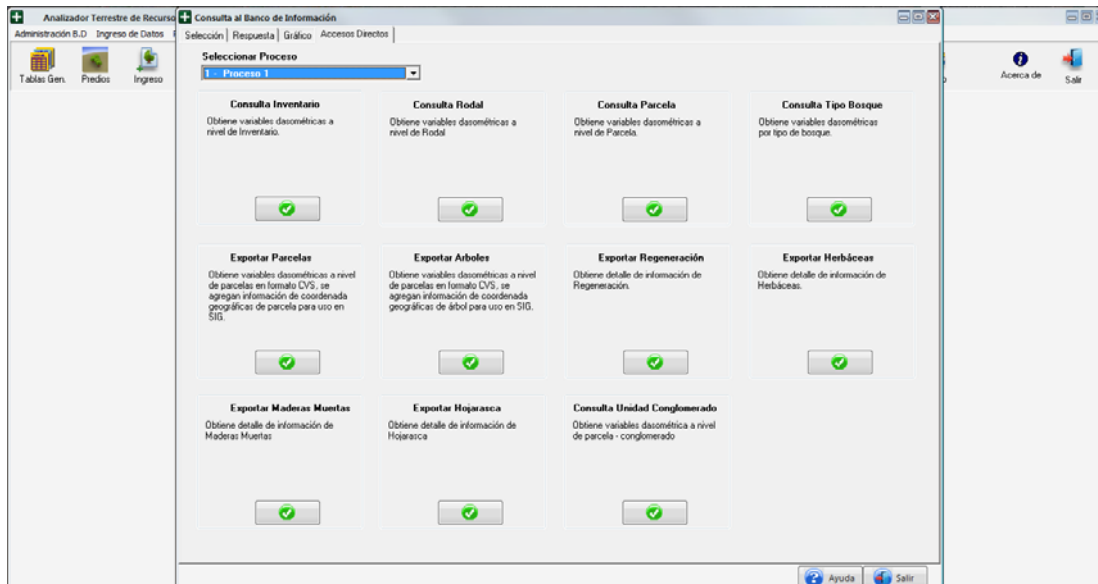 Analizador Terrestre de Recurso
Consulta al Banco de Información
Administración B.D Ingreso de Datos
Selección Respuesta Gráfico Accesos Directos
Tablas Gen. Predios Ingreso
Acerca de Salir
Seleccionar Proceso
1 - Proceso 1
Consulta Inventario
Obtiene variables dasométricas a
nivel de Inventario.
Consulta Rodal
Obtiene variables dasométricas a
nivel de Rodal
Consulta Parcela
Obtiene variables dasométricas a
nivel de Parcela.
Consulta Tipo Bosque
Obtiene variables dasométricas
por tipo de bosque.
Exportar Parcelas
Obtiene variables dasométricas a nivel
de parcelas en formato CVS, se
agregan información de coordenada
geográficas de parcela para uso en
SIG.
Exportar Arboles
Obtiene variables dasométricas a nivel
de parcelas en formato CVS, se
agregan información de coordenada
geográficas de árbol para uso en SIG.
Exportar Regeneración
Obtiene detalle de información de
Regeneración.
Exportar Herbáceas
Obtiene detalle de información de
Herbáceas.
Exportar Maderas Muertas
Obtiene detalle de información de
Maderas Muertas
Exportar Hojarasca
Obtiene detalle de información de
Hojarasca
Consulta Unidad Conglomerado
Obtiene variables dasométrica a nivel
de parcela - conglomerado
Ayuda Salir